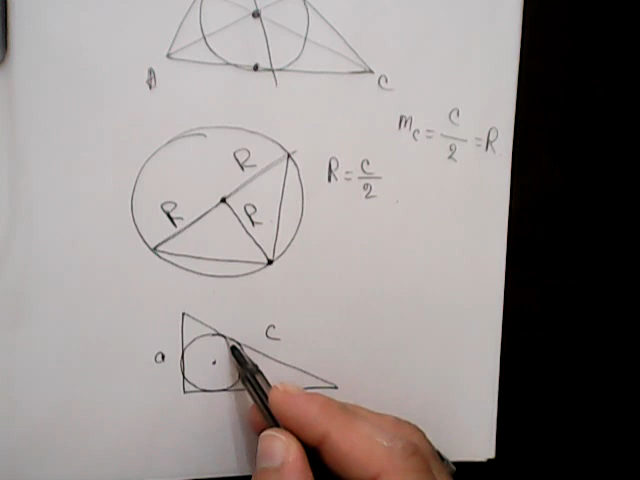 A
C
m_c = c/2 = R
R
R = c/2
R
R
c
a